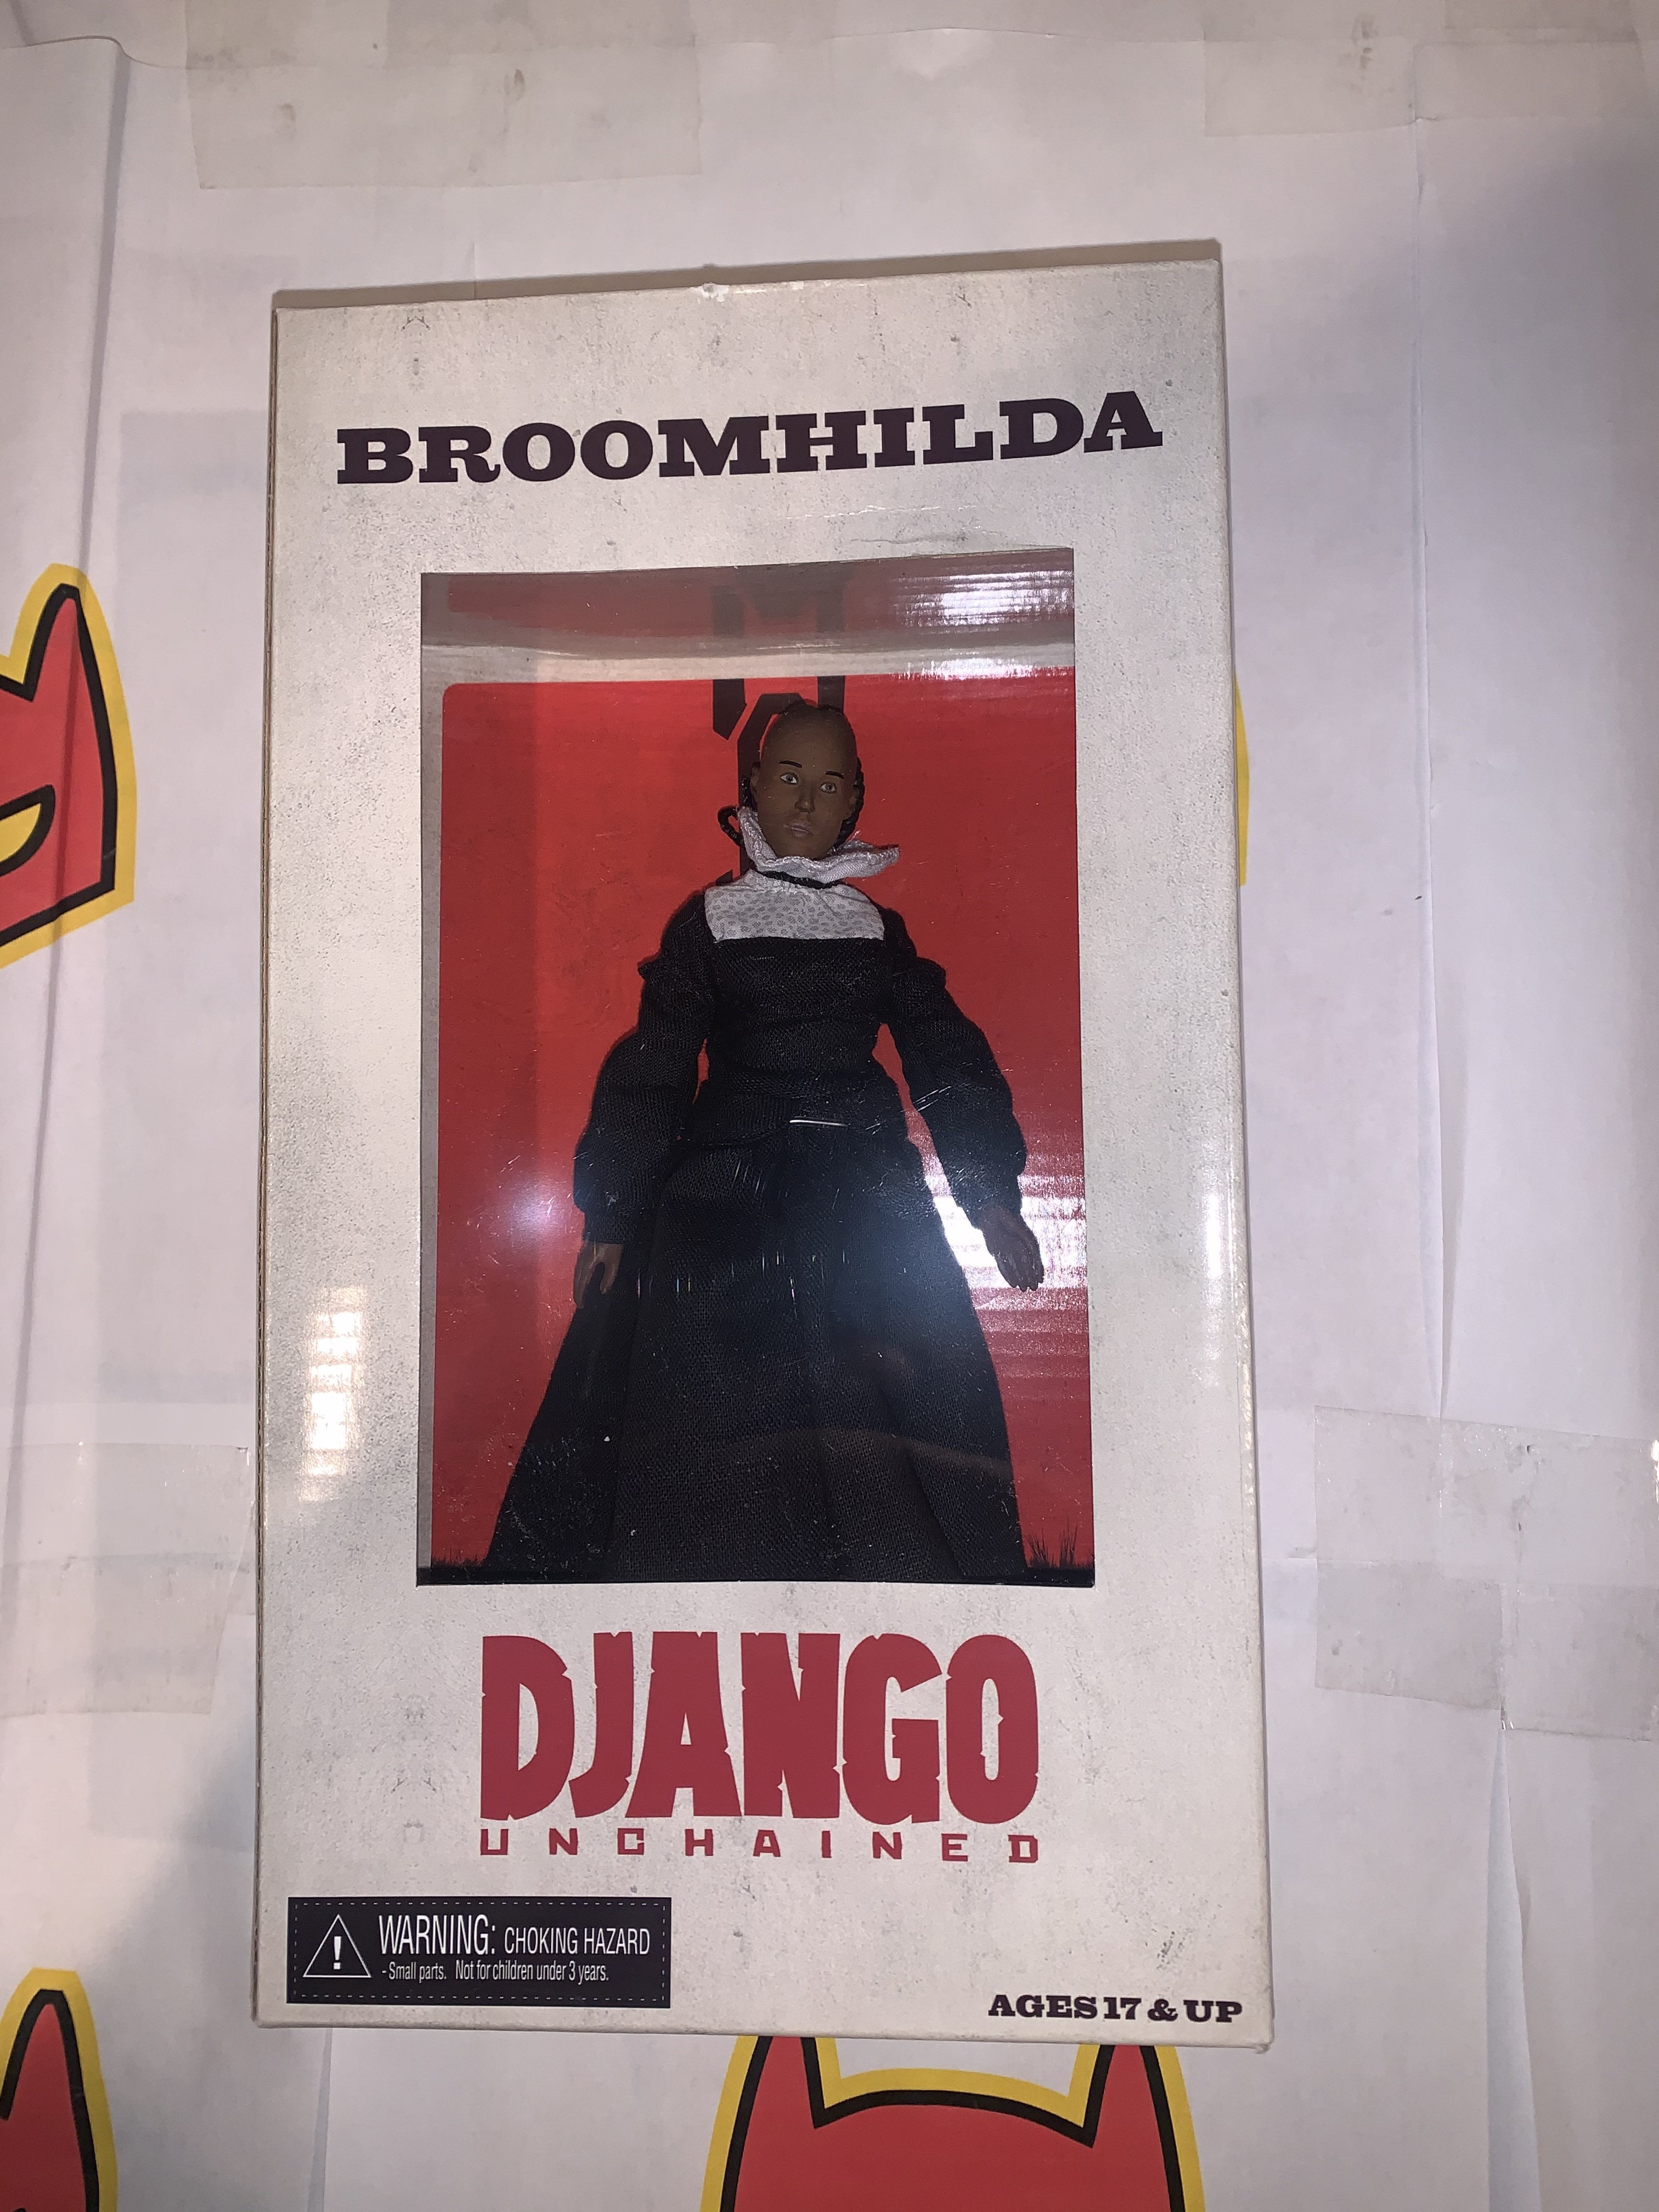 BROOMHILDA
DJANGO
UNCHAINED
WARNING: CHOKING HAZARD
- Small parts. Not for children under 3 years.
AGES 17 & UP